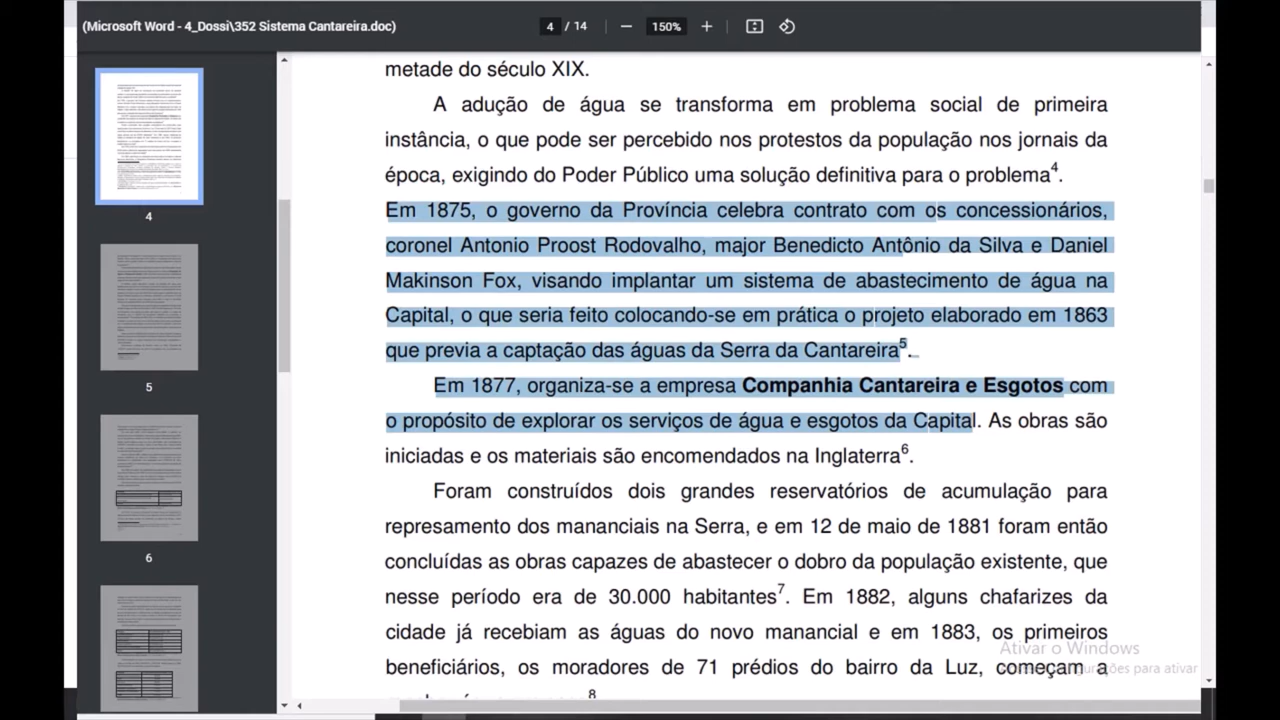 (Microsoft Word - 4_Dossi\352 Sistema Cantareira.doc)
4 / 14
150%
4
5
6
metade do século XIX.
A adução de água se transforma em problema social de primeira
instância, o que pode ser percebido nos protestos da população nos jornais da
época, exigindo do Poder Público uma solução definitiva para o problema4.
Em 1875, o governo da Província celebra contrato com os concessionários,
coronel Antonio Proost Rodovalho, major Benedicto Antônio da Silva e Daniel
Makinson Fox, visando implantar um sistema de abastecimento de água na
Capital, o que seria feito colocando-se em prática o projeto elaborado em 1863
que previa a captação das águas da Serra da Cantareira5.
Em 1877, organiza-se a empresa Companhia Cantareira e Esgotos com
o propósito de explorar os serviços de água e esgotos da Capital. As obras são
iniciadas e os materiais são encomendados na Inglaterra6.
Foram construídos dois grandes reservatórios de acumulação para
represamento dos mananciais na Serra, e em 12 de maio de 1881 foram então
concluídas as obras capazes de abastecer o dobro da população existente, que
nesse período era de 30.000 habitantes7. Em 1882, alguns chafarizes da
cidade já recebiam as águas do novo manancial e em 1883, os primeiros
beneficiários, os moradores de 71 prédios do bairro da Luz, começam a
8
Ativar o Windows
configurações para ativar